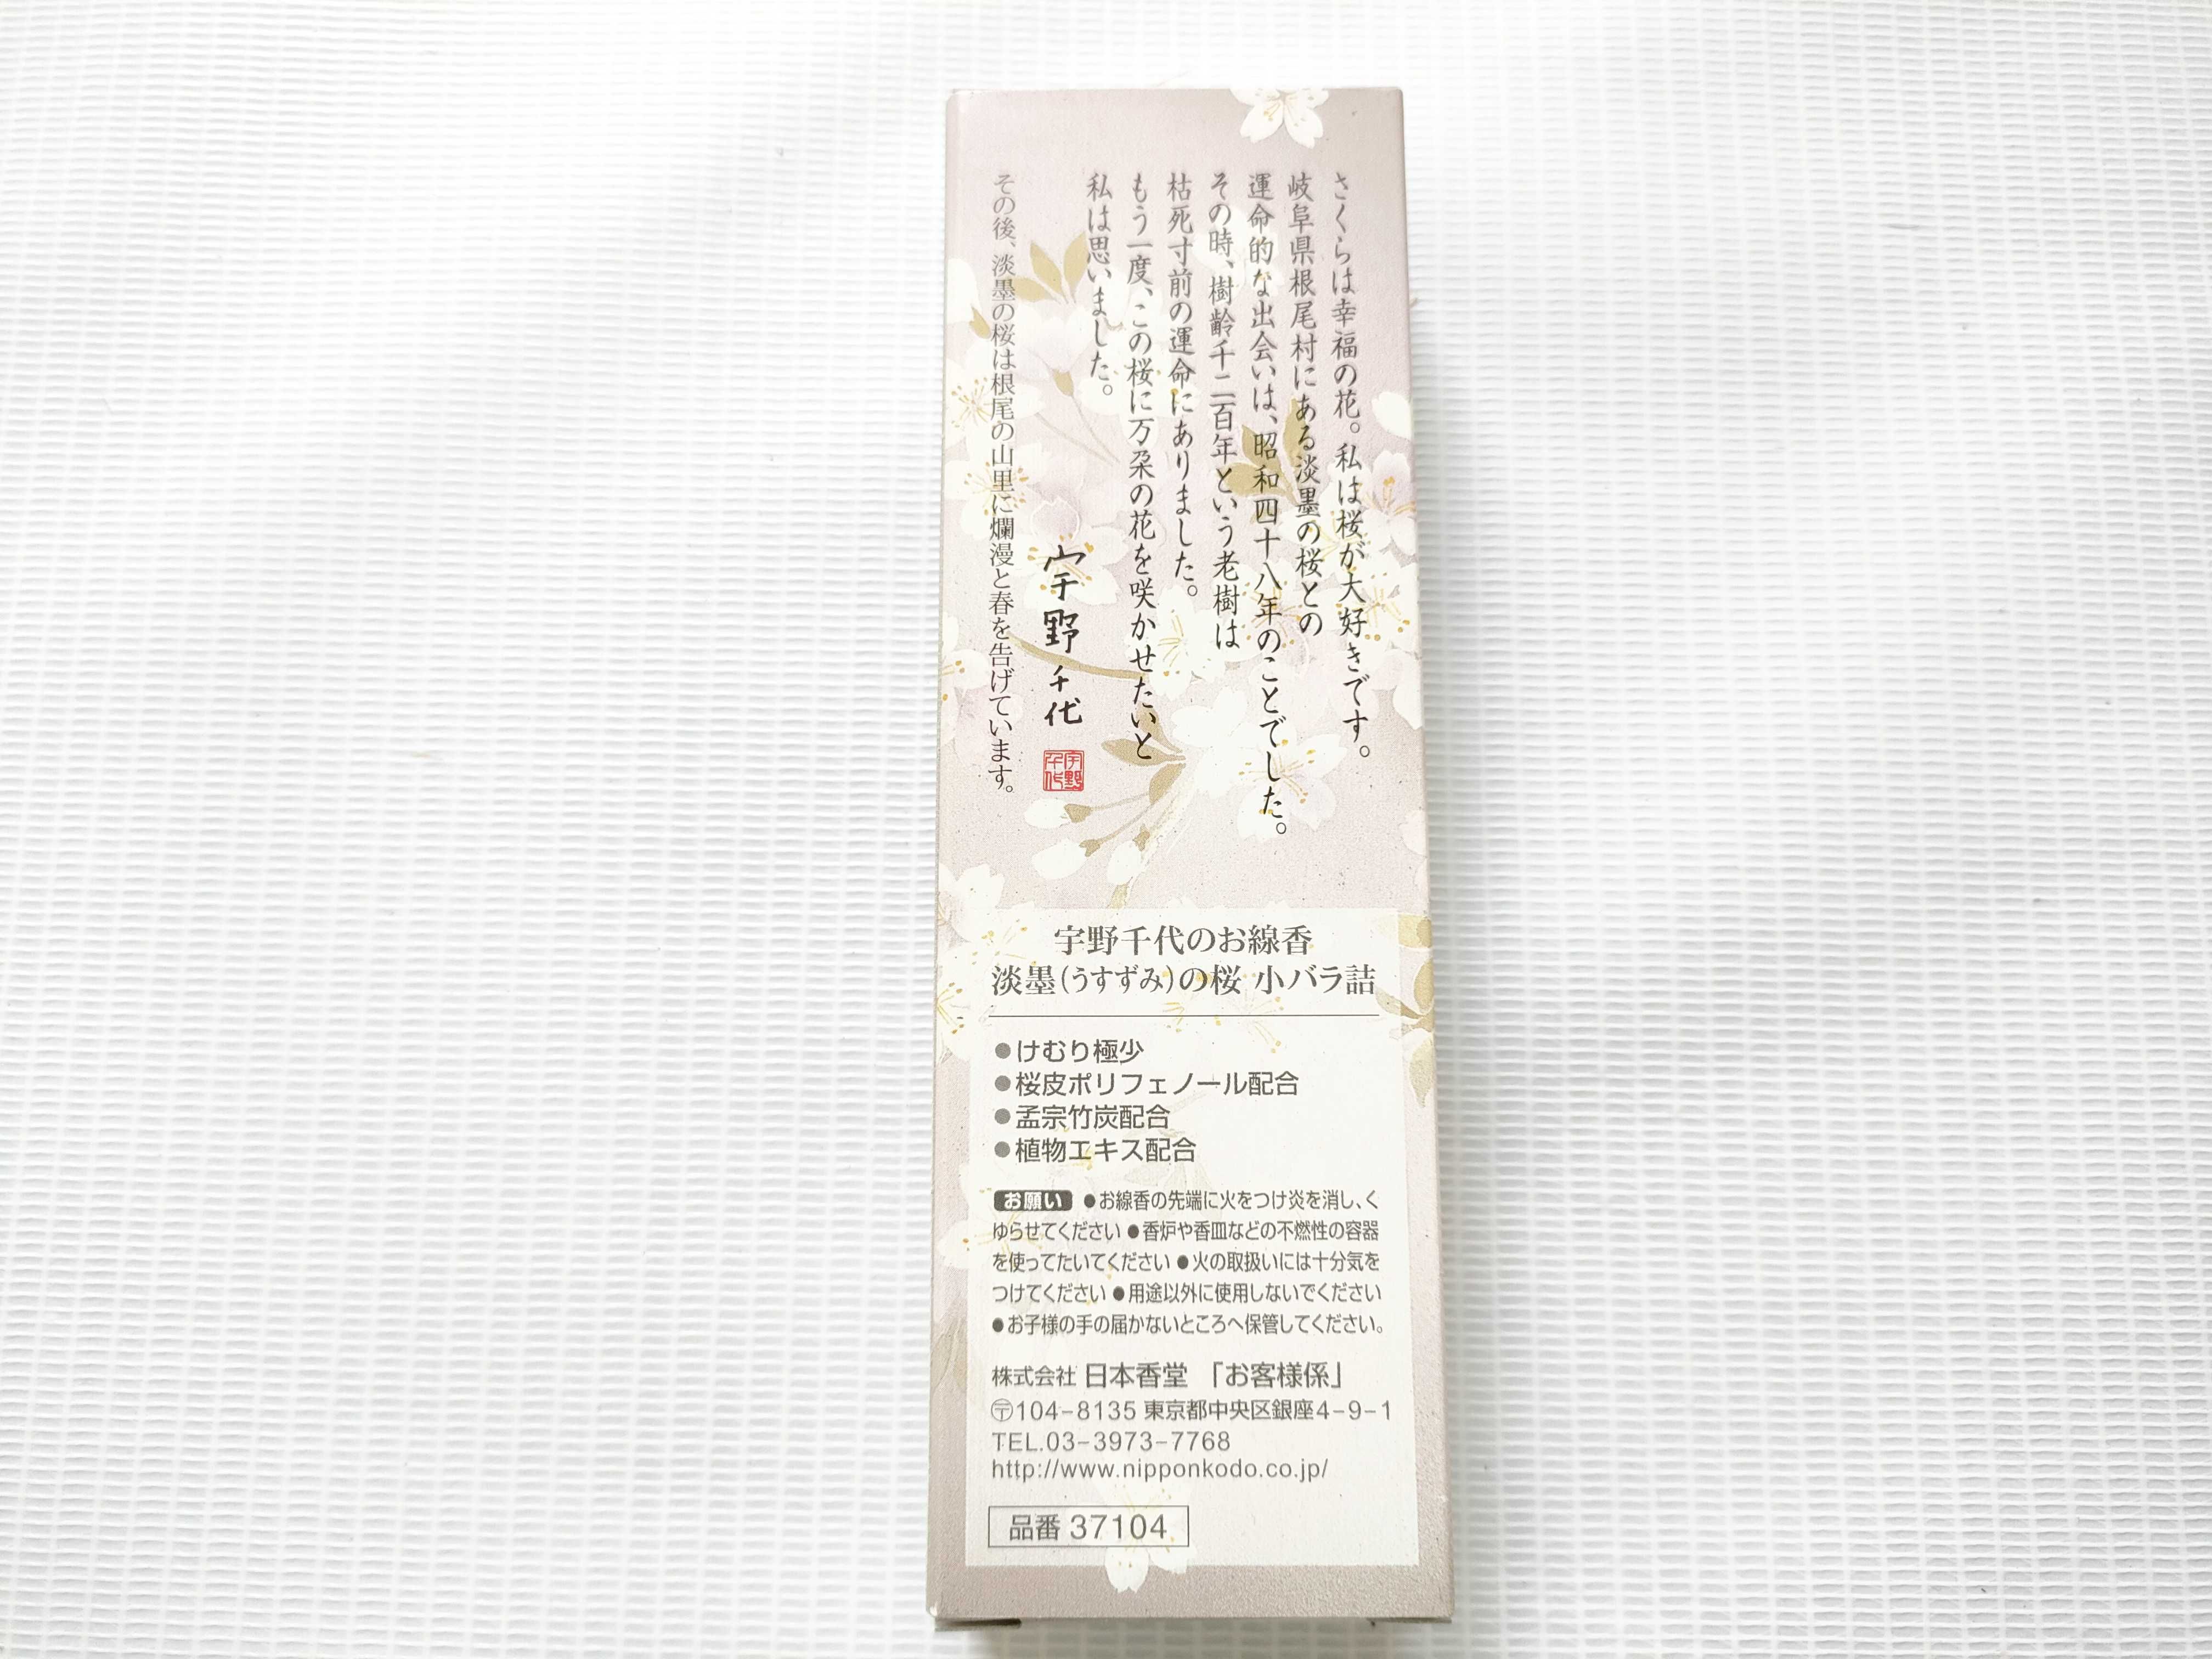 さくらは幸福の花。私は桜が大好きです。
岐阜県根尾村にある淡墨の桜との
運命的な出会いは、昭和四十八年のことでした。
その時、樹齢千二百年という老樹は
枯死寸前の運命にありました。
もう一度、この桜に万朶の花を咲かせたいと
私は思いました。
宇野千代
宇野
千代
その後、淡墨の桜は根尾の山里に爛漫と春を告げています。
宇野千代のお線香
淡墨(うすずみ)の桜 小バラ詰
●けむり極少
●桜皮ポリフェノール配合
●孟宗竹炭配合
●植物エキス配合
お願い ●お線香の先端に火をつけ炎を消し、く
ゆらせてください ●香炉や香皿などの不燃性の容器
を使ってたいてください ●火の取扱いには十分気を
つけてください ●用途以外に使用しないでください
●お子様の手の届かないところへ保管してください。
株式会社 日本香堂 「お客様係」
〶104-8135 東京都中央区銀座4-9-1
TEL.03-3973-7768
http://www.nipponkodo.co.jp/
品番 37104